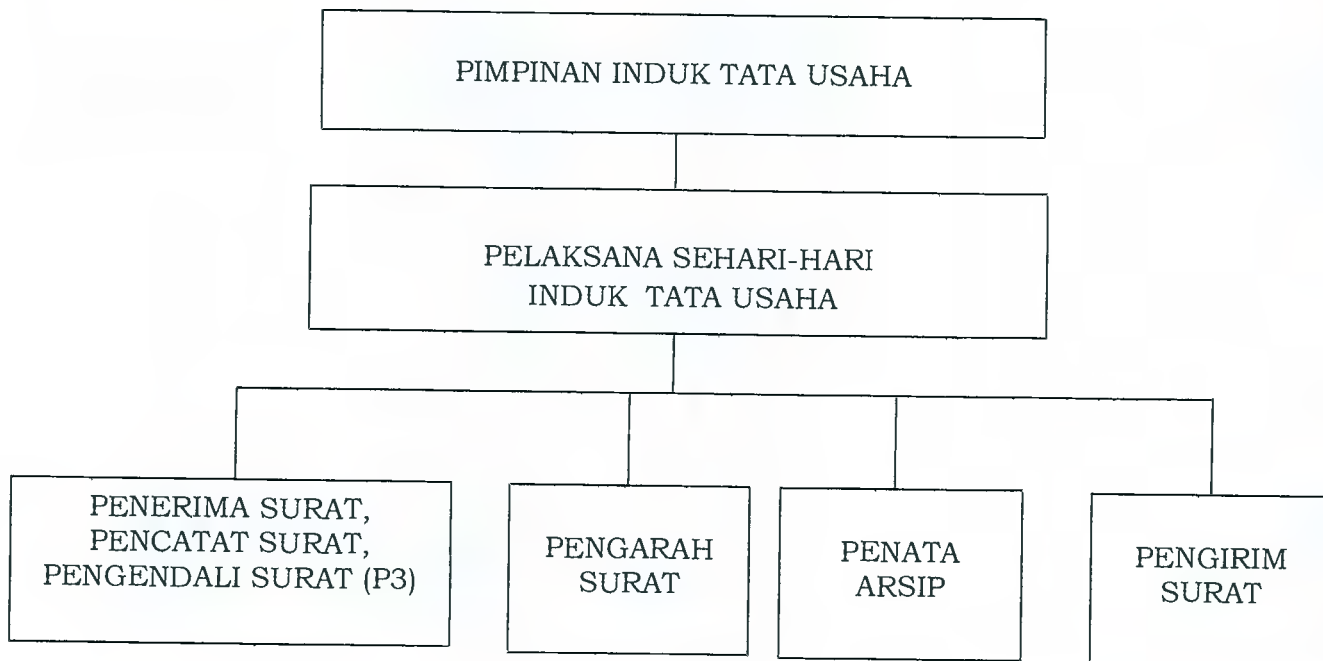 PIMPINAN INDUK TATA USAHA
PELAKSANA SEHARI-HARI
INDUK TATA USAHA
PENERIMA SURAT,
PENCATAT SURAT,
PENGENDALI SURAT (P3)
PENGARAH
SURAT
PENATA
ARSIP
PENGIRIM
SURAT